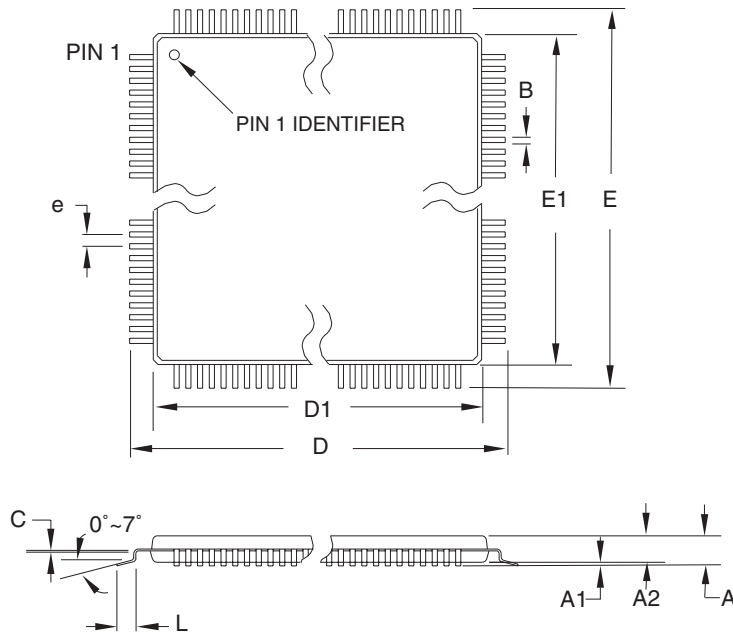 PIN 1
PIN 1 IDENTIFIER
B
e
E1
E
D1
D
C
0°~7°
L
A1
A2
A